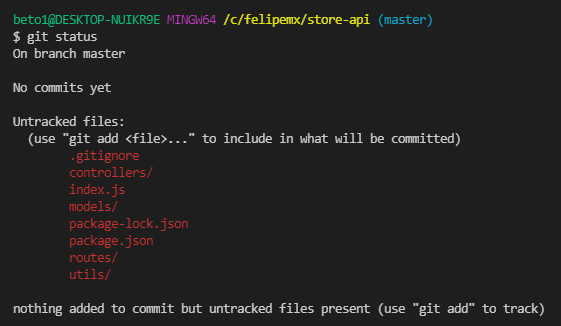 beto1@DESKTOP-NUIKR9E MINGW64 /c/felipemx/store-api (master)
$ git status
On branch master

No commits yet

Untracked files:
  (use "git add <file>..." to include in what will be committed)
        .gitignore
        controllers/
        index.js
        models/
        package-lock.json
        package.json
        routes/
        utils/

nothing added to commit but untracked files present (use "git add" to track)